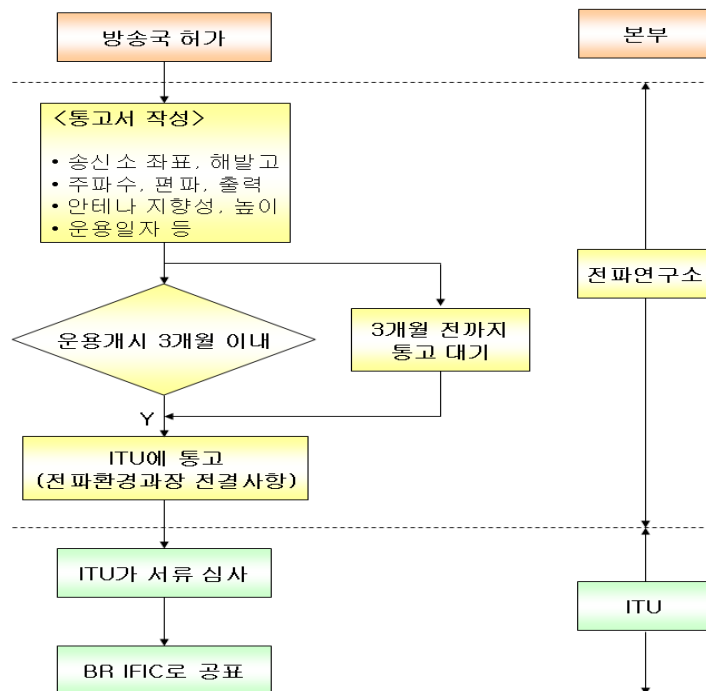 방송국 허가
본부
<통고서 작성>
• 송신소 좌표, 해발고
• 주파수, 편파, 출력
• 안테나 지향성, 높이
• 운용일자 등
전파연구소
운용개시 3개월 이내
3개월 전까지
통고 대기
Y
ITU에 통고
(전파환경과장 전결사항)
ITU가 서류 심사
ITU
BR IFIC로 공표